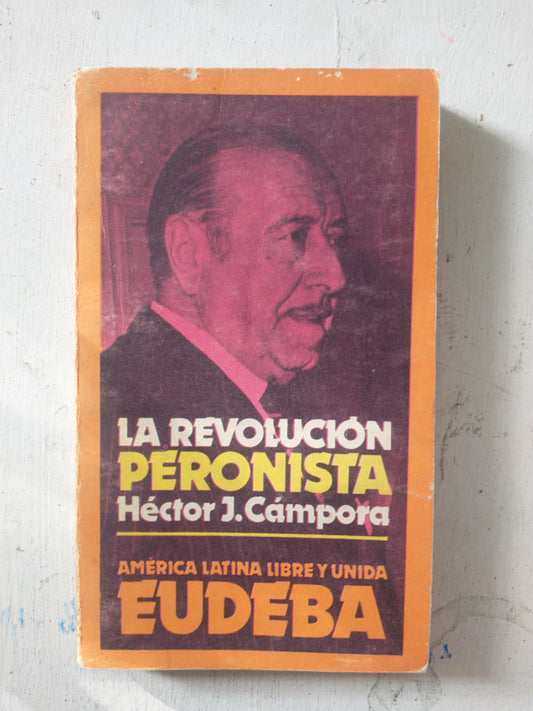 LA REVOLUCIÓN
PERONISTA
Héctor J. Cámpora
AMÉRICA LATINA LIBRE Y UNIDA
EUDEBA